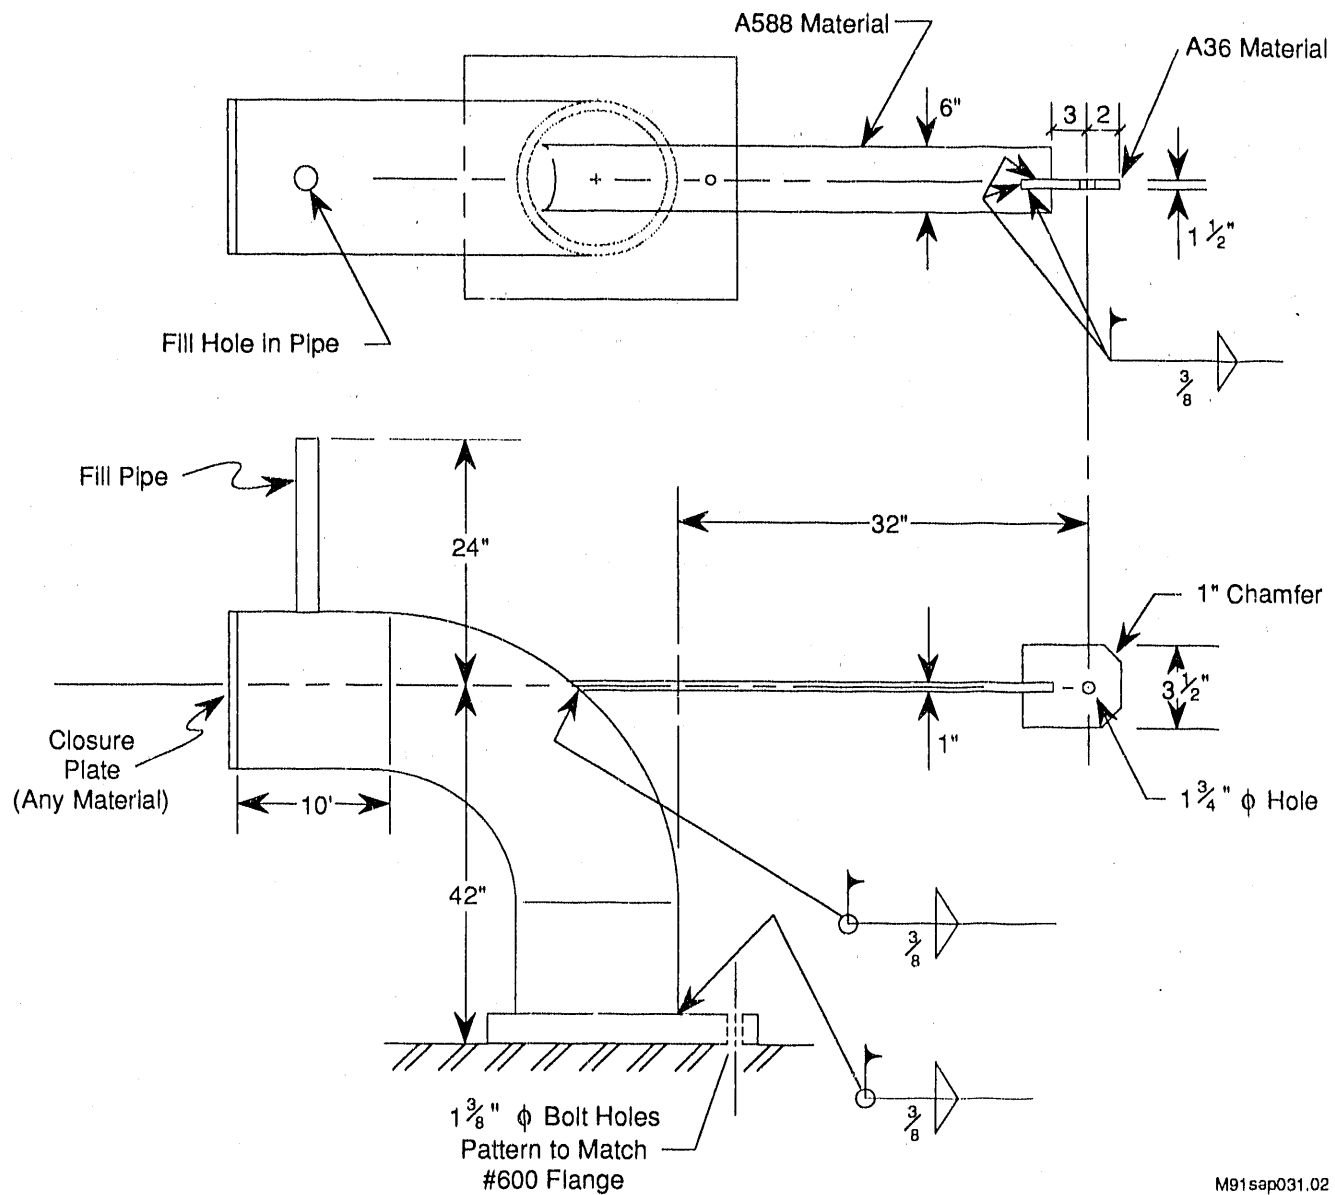 A588 Material
A36 Material
6"
3
2
1 1/2"
Fill Hole in Pipe
3/8
Fill Pipe
24"
32"
1" Chamfer
3 1/2"
Closure
Plate
(Any Material)
1"
10'
1 3/4" ϕ Hole
42"
3/8
3/8
1 3/8" ϕ Bolt Holes
Pattern to Match
#600 Flange
M91sap031.02